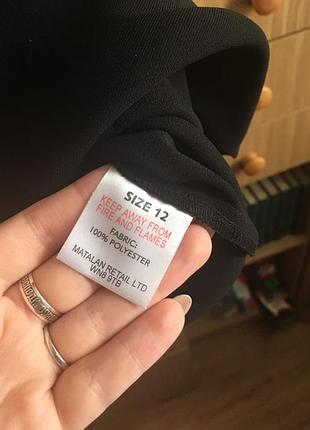 SIZE 12
KEEP AWAY FROM
FIRE AND FLAMES
FABRIC:
100% POLYESTER
MATALAN RETAIL LTD
WN8 9TB